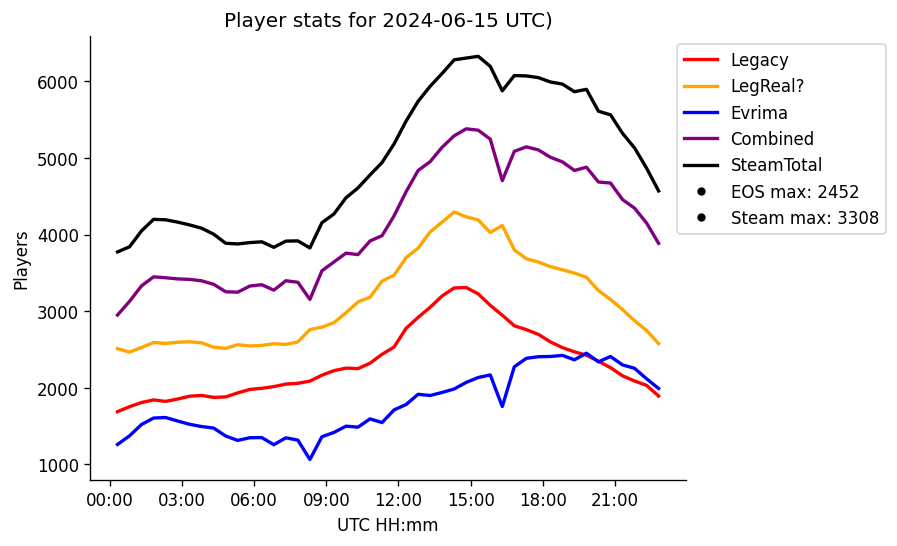 Player stats for 2024-06-15 UTC)
Legacy
LegReal?
Evrima
Combined
SteamTotal
EOS max: 2452
Steam max: 3308
Players
6000
5000
4000
3000
2000
1000
00:00 03:00 06:00 09:00 12:00 15:00 18:00 21:00
UTC HH:mm